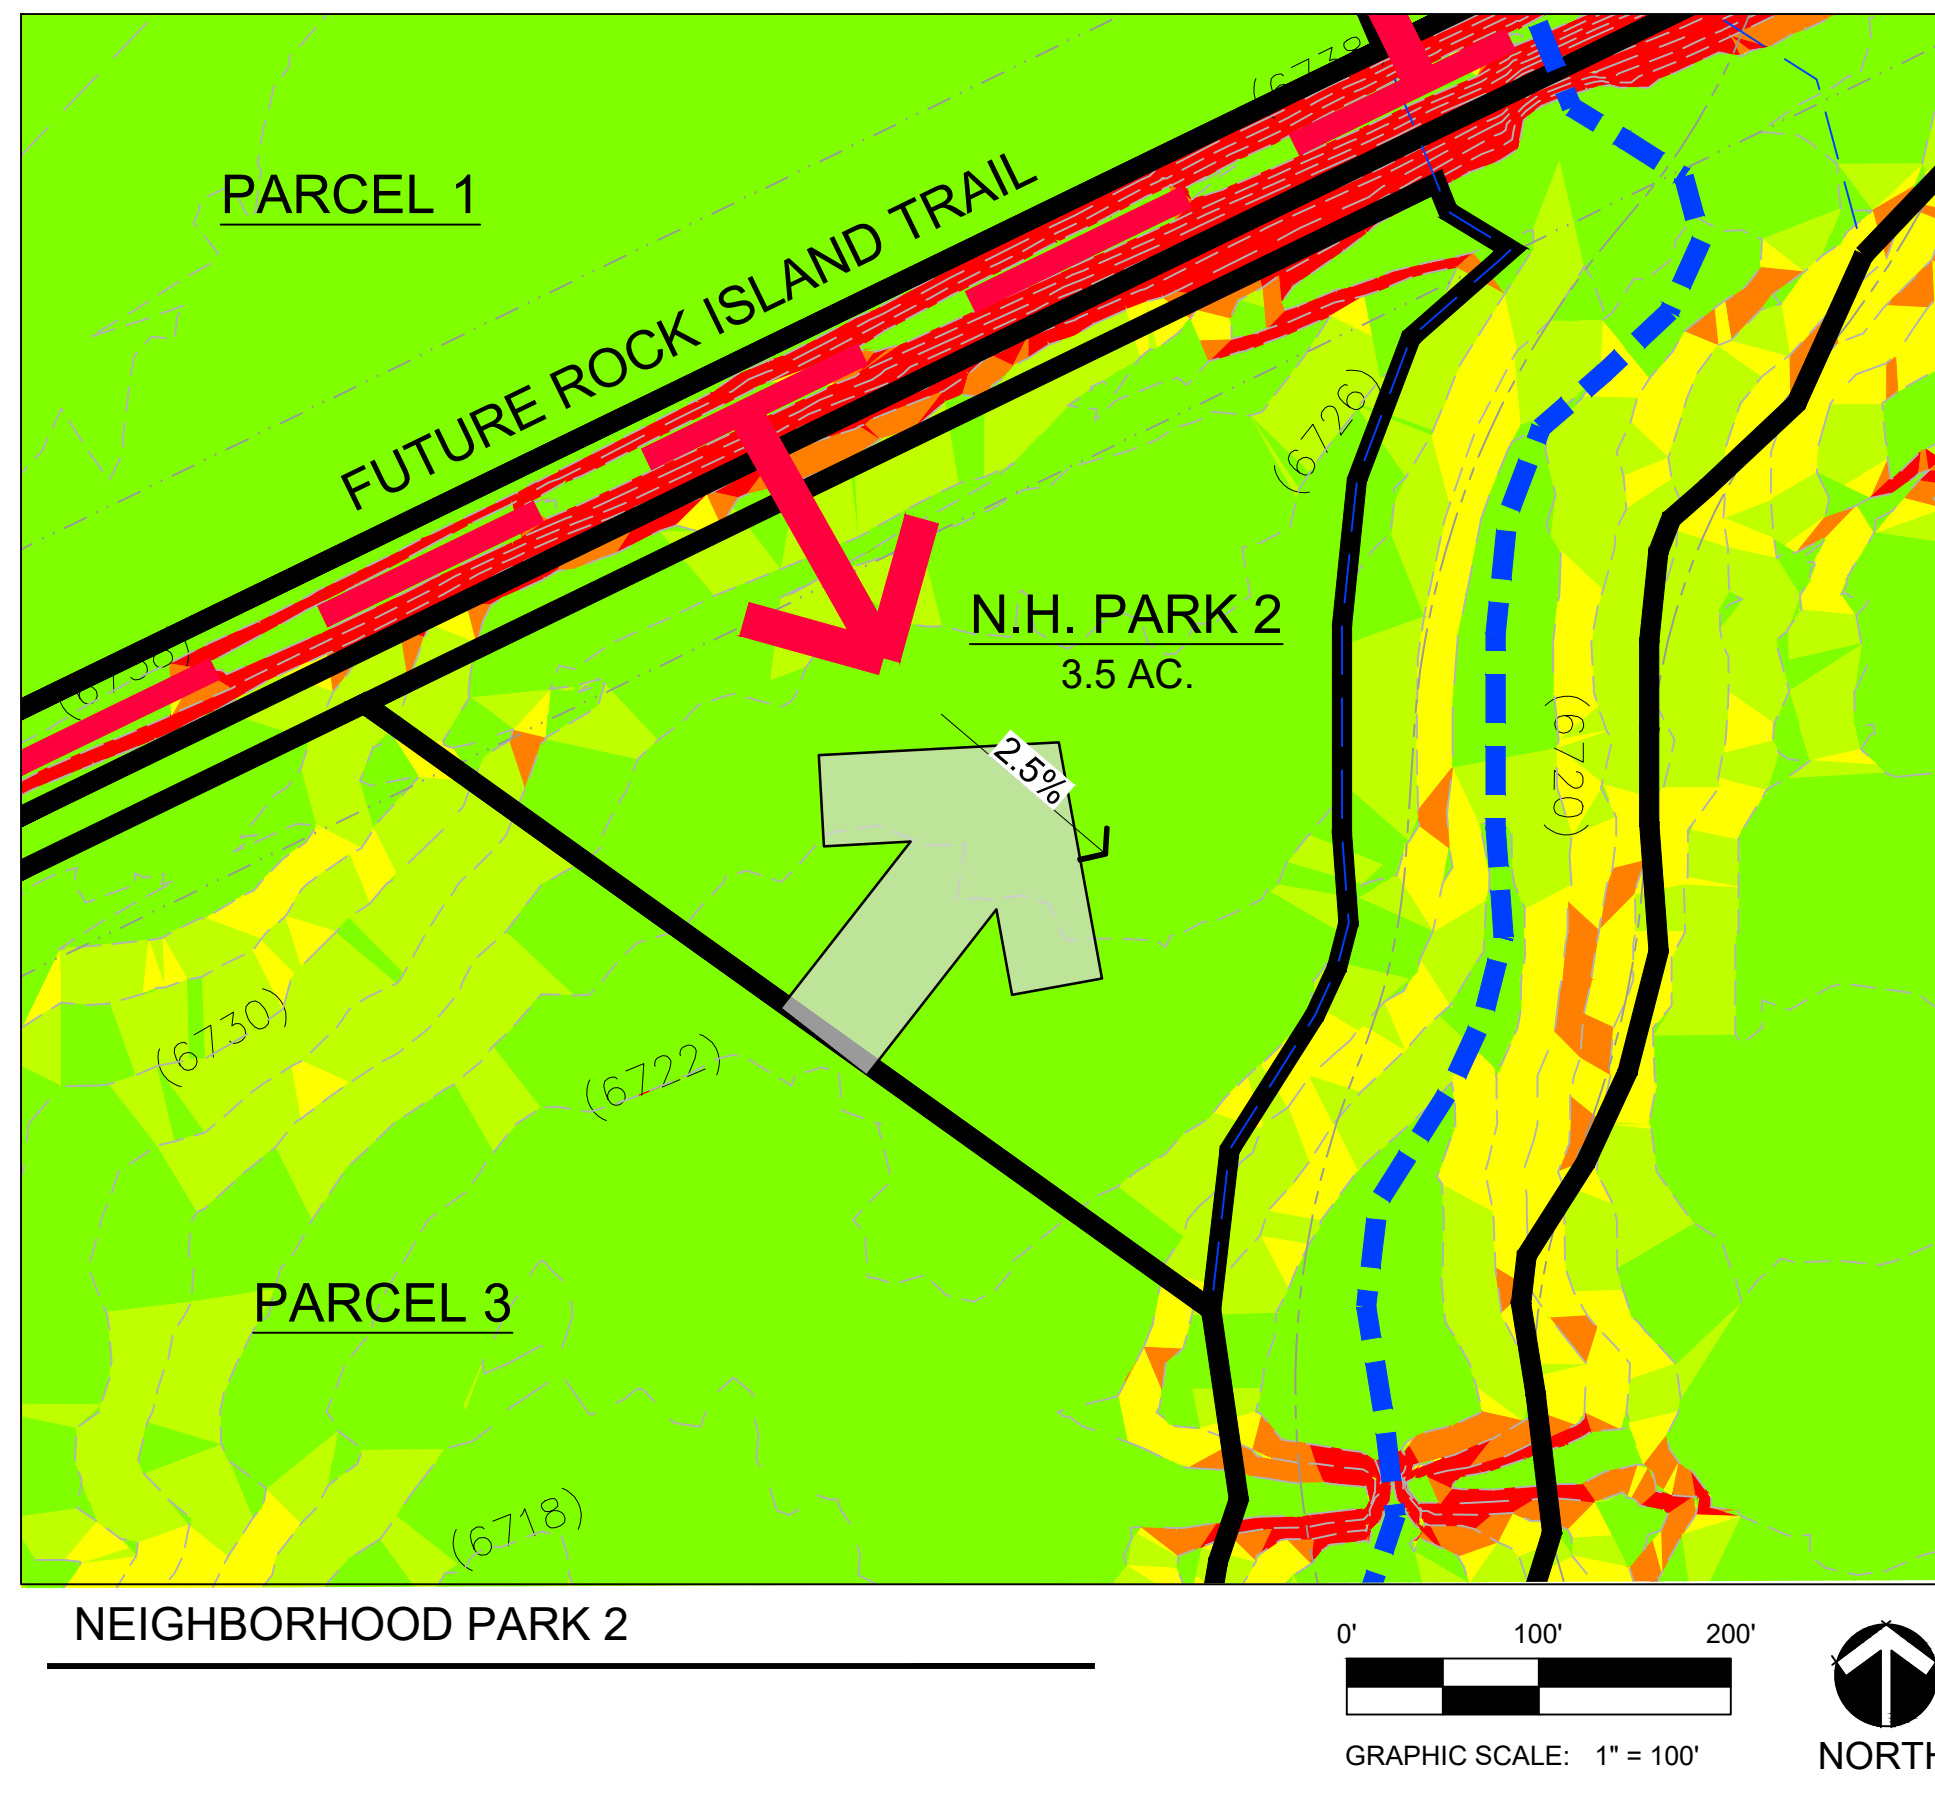 (6738
PARCEL 1
FUTURE ROCK ISLAND TRAIL
(6726)
N.H. PARK 2
3.5 AC.
(6720)
2.5%
(6730)
(6722)
PARCEL 3
(6718)
NEIGHBORHOOD PARK 2
0' 100' 200'
GRAPHIC SCALE: 1" = 100'
NORTH